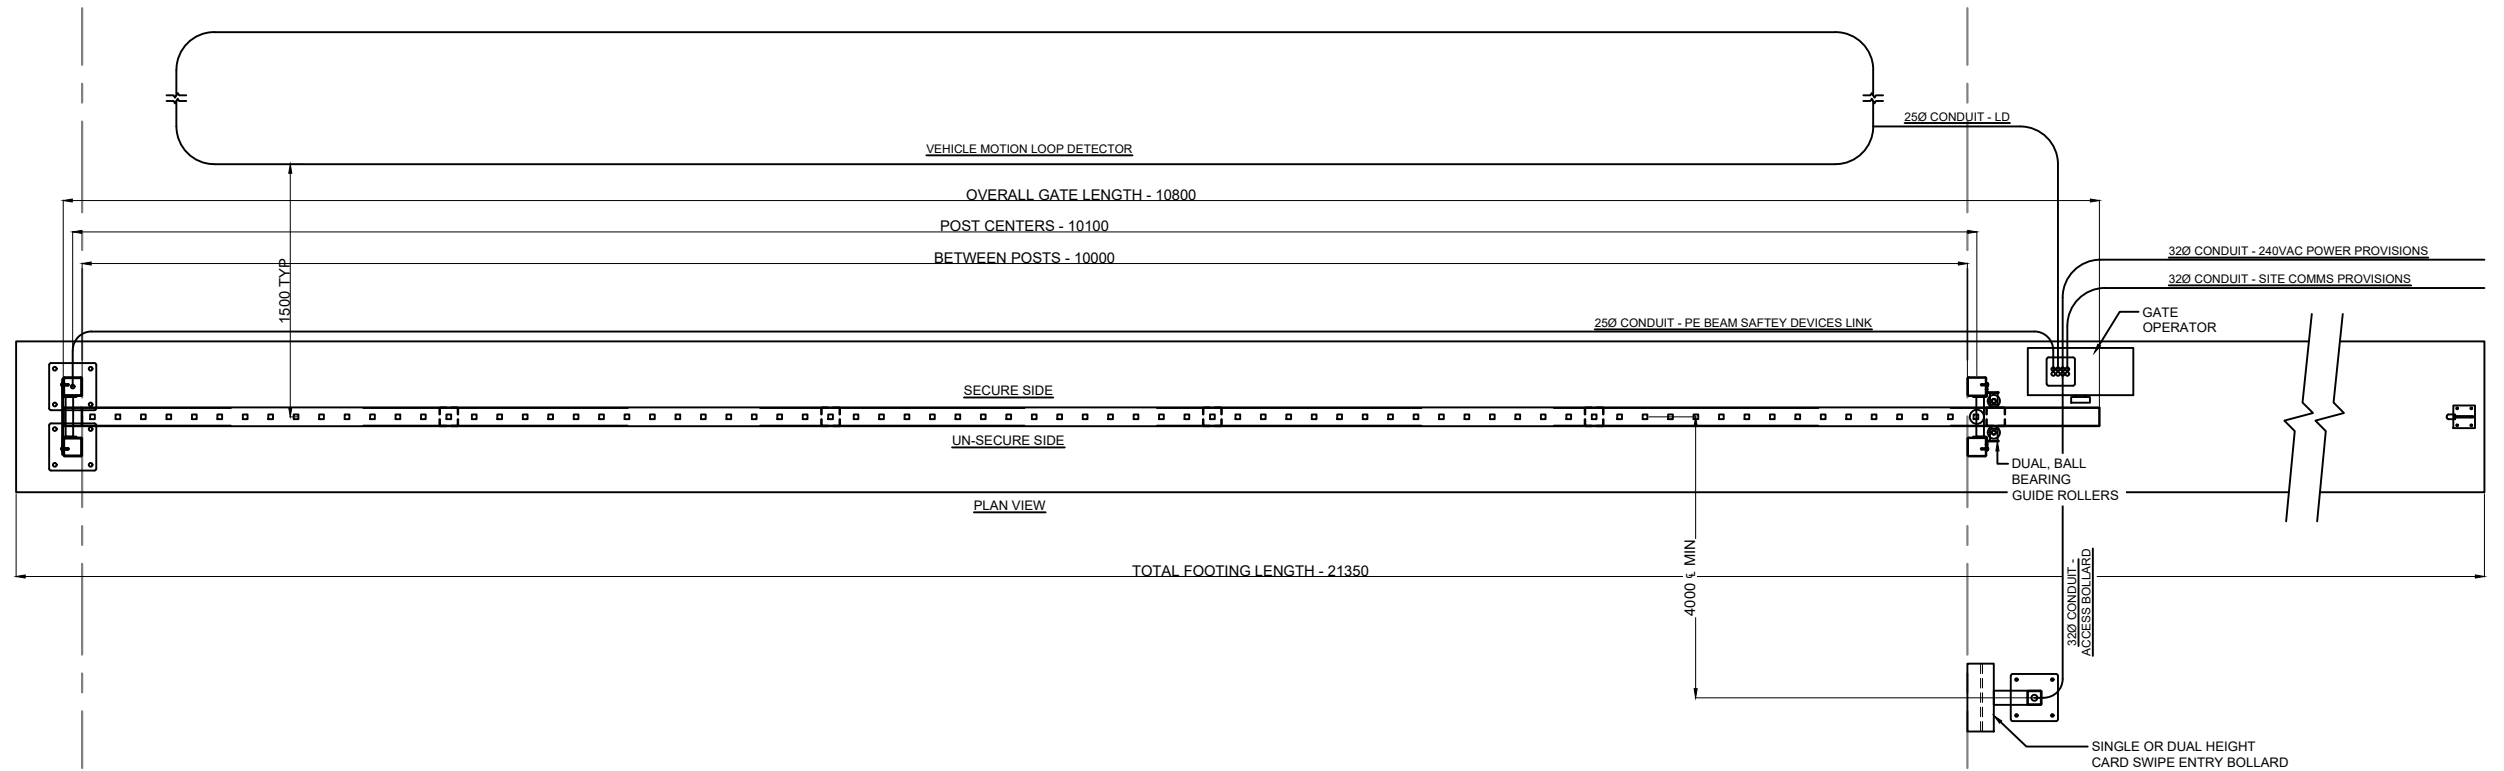 25Ø CONDUIT - LD
VEHICLE MOTION LOOP DETECTOR
OVERALL GATE LENGTH - 10800
POST CENTERS - 10100
BETWEEN POSTS - 10000
1500 TYP
32Ø CONDUIT - 240VAC POWER PROVISIONS
32Ø CONDUIT - SITE COMMS PROVISIONS
GATE
OPERATOR
25Ø CONDUIT - PE BEAM SAFTEY DEVICES LINK
SECURE SIDE
UN-SECURE SIDE
DUAL, BALL
BEARING
GUIDE ROLLERS
PLAN VIEW
TOTAL FOOTING LENGTH - 21350
4000 ℄ MIN
32Ø CONDUIT -
ACCESS BOLLARD
SINGLE OR DUAL HEIGHT
CARD SWIPE ENTRY BOLLARD